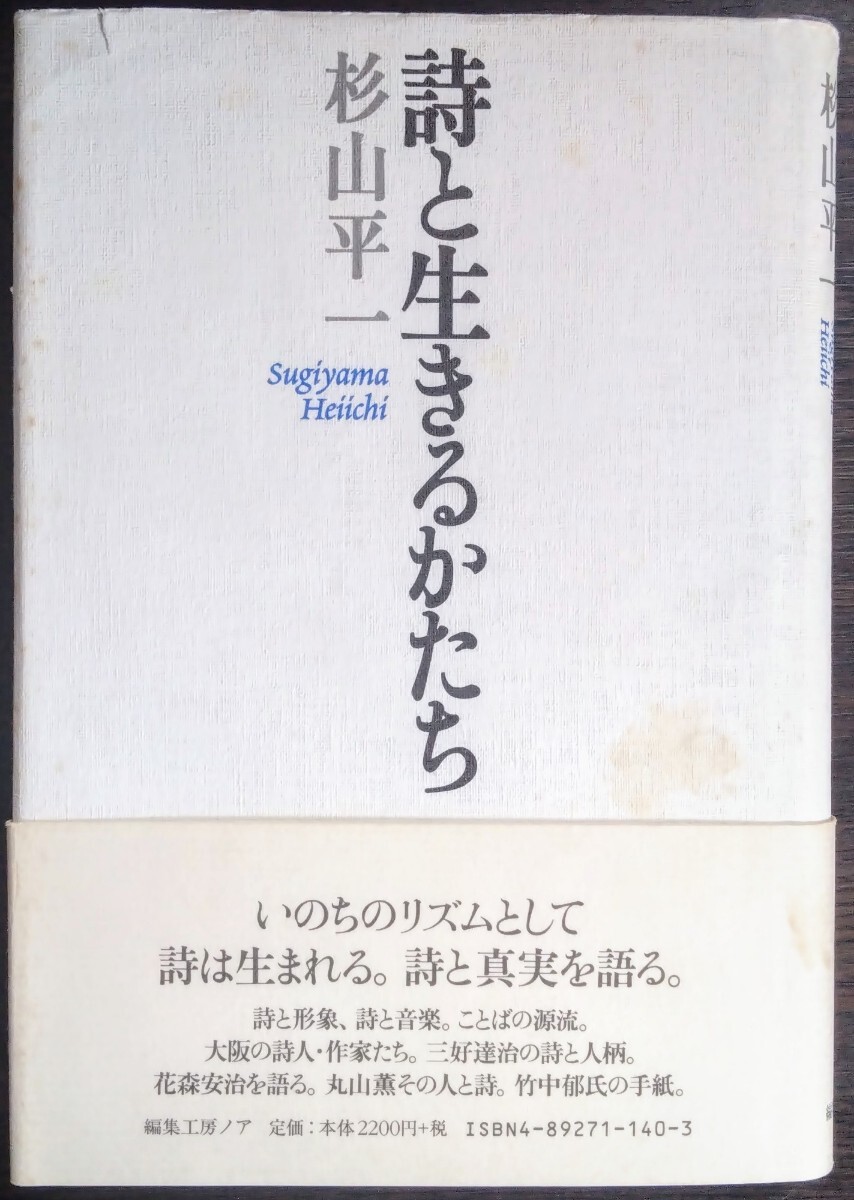 詩と生きるかたち
杉山平一
Sugiyama
Heiichi
杉山平一
Heiichi
いのちのリズムとして
詩は生まれる。詩と真実を語る。
詩と形象、詩と音楽。ことばの源流。
大阪の詩人・作家たち。三好達治の詩と人柄。
花森安治を語る。丸山薫その人と詩。竹中郁氏の手紙。
編集工房ノア 定価：本体2200円+税 ISBN4-89271-140-3